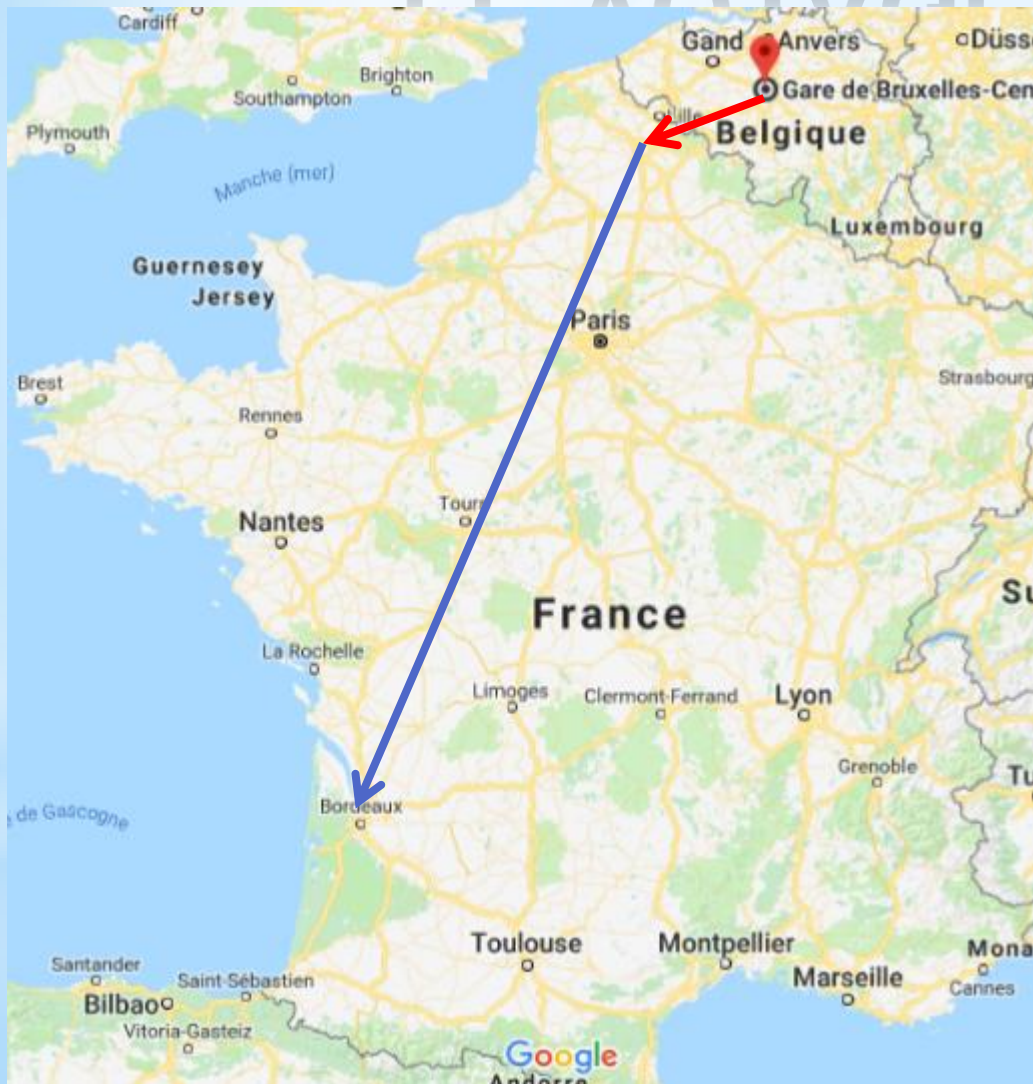 Cardiff
Gand
Anvers
Düss
Brighton
Southampton
Gare de Bruxelles-Cen
Lille
Plymouth
Belgique
Manche (mer)
Luxembourg
Guernesey
Jersey
Paris
Brest
Strasbourg
Rennes
Tour
Nantes
Su
France
La Rochelle
Limoges
Clermont-Ferrand
Lyon
Grenoble
Tu
Bordeaux
de Gascogne
Toulouse
Montpellier
Mona
Santander
Saint-Sébastien
Marseille
Cannes
Bilbao
Vitoria-Gasteiz
Google
Andorre